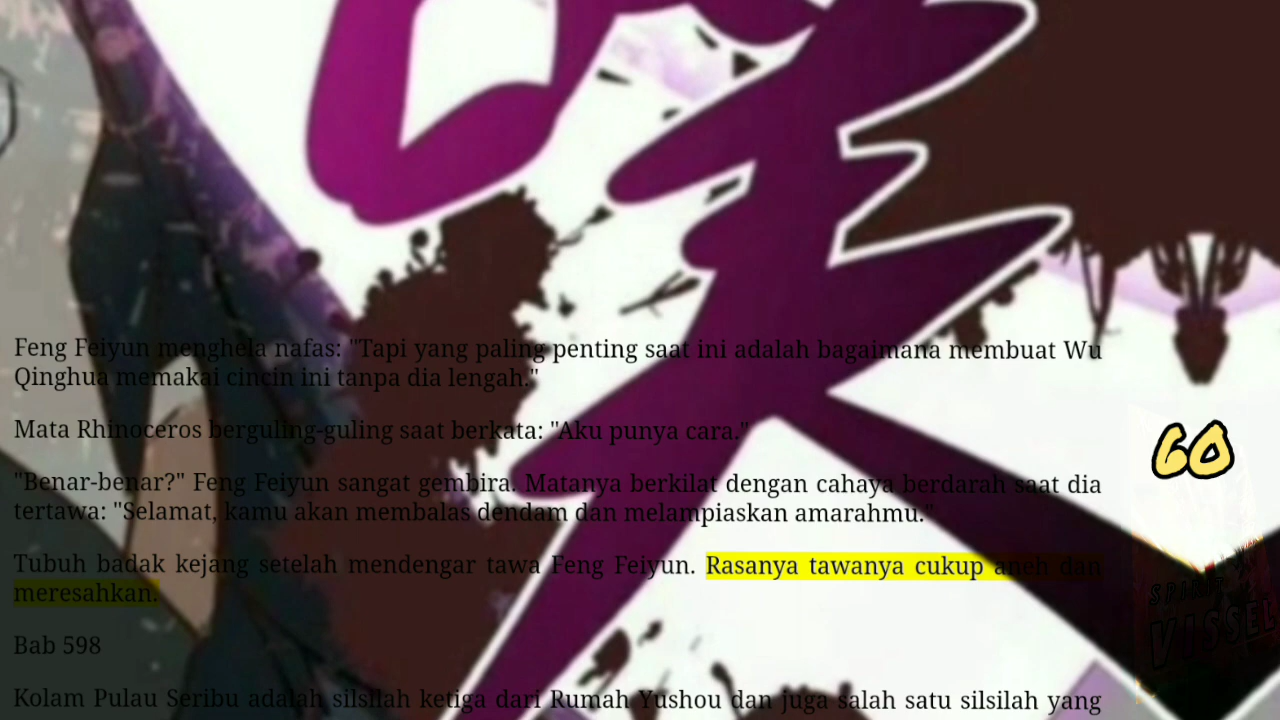 Feng Feiyun menghela nafas: "Tapi yang paling penting saat ini adalah bagaimana membuat Wu
Qinghua memakai cincin ini tanpa dia lengah."
Mata Rhinoceros berguling-guling saat berkata: "Aku punya cara."
"Benar-benar?" Feng Feiyun sangat gembira. Matanya berkilat dengan cahaya berdarah saat dia
tertawa: "Selamat, kamu akan membalas dendam dan melampiaskan amarahmu."
Tubuh badak kejang setelah mendengar tawa Feng Feiyun. Rasanya tawanya cukup aneh dan
meresahkan.
Bab 598
Kolam Pulau Seribu adalah silsilah ketiga dari Rumah Yushou dan juga salah satu silsilah yang
60
SPIRIT
VISSEL